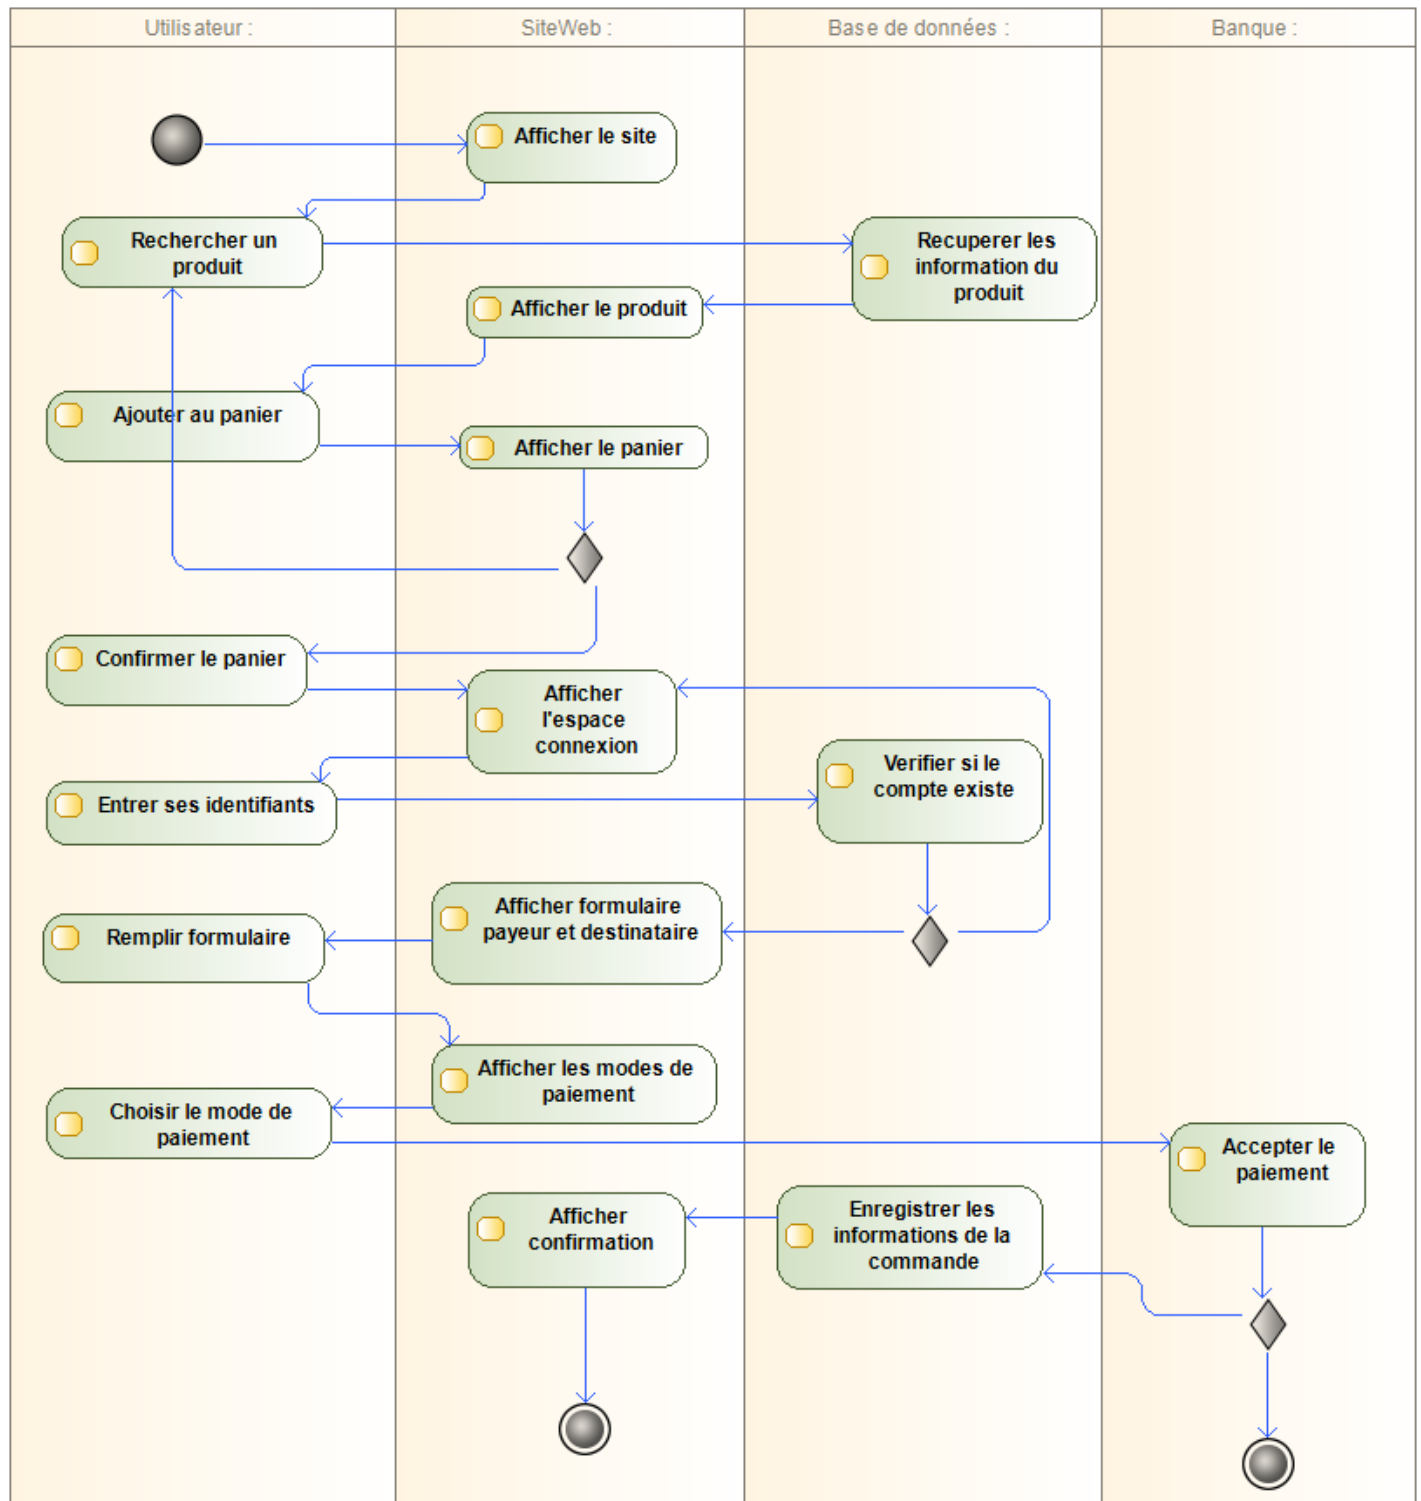 Utilisateur :
SiteWeb :
Base de données :
Banque :
Afficher le site
Rechercher un
produit
Recuperer les
information du
produit
Afficher le produit
Ajouter au panier
Afficher le panier
Confirmer le panier
Afficher
l'espace
connexion
Verifier si le
compte existe
Entrer ses identifiants
Afficher formulaire
payeur et destinataire
Remplir formulaire
Afficher les modes de
paiement
Choisir le mode de
paiement
Accepter le
paiement
Afficher
confirmation
Enregistrer les
informations de la
commande